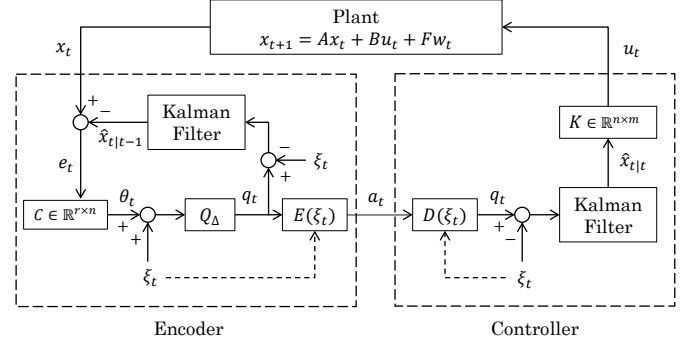 Plant
x_{t+1} = Ax_t + Bu_t + Fw_t
x_t
u_t
+
−
Kalman
Filter
x̂_{t|t−1}
−
ξ_t
+
e_t
C ∈ ℝ^{r×n}
θ_t
+
+
Q_Δ
q_t
E(ξ_t)
ξ_t
a_t
D(ξ_t)
q_t
+
−
ξ_t
Kalman
Filter
x̂_{t|t}
K ∈ ℝ^{n×m}
Encoder
Controller